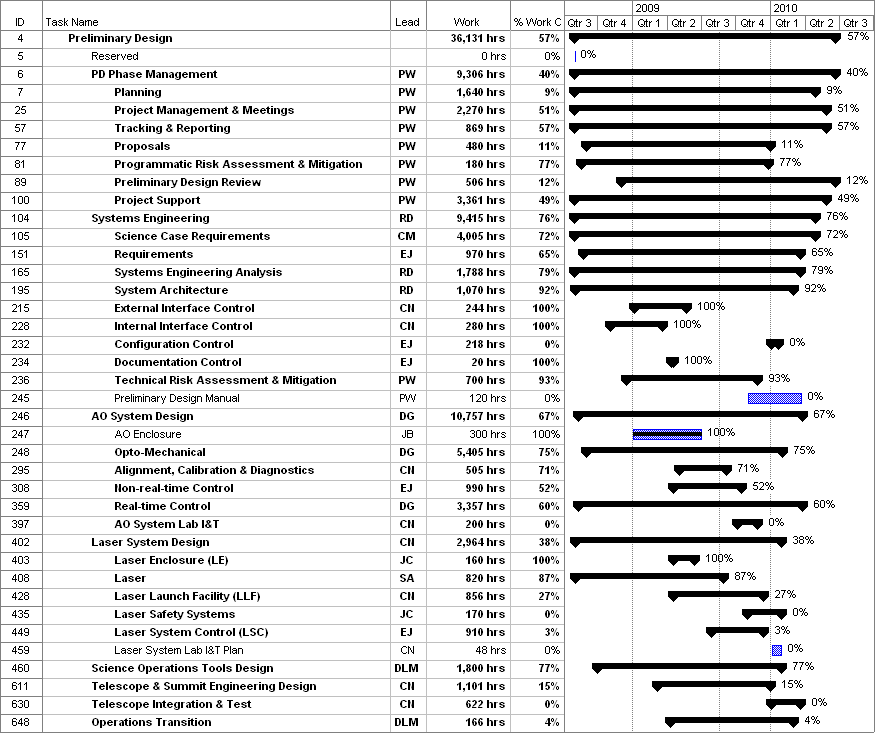 2009 2010
ID Task Name Lead Work % Work C Qtr 3 Qtr 4 Qtr 1 Qtr 2 Qtr 3 Qtr 4 Qtr 1 Qtr 2 Qtr 3
4 Preliminary Design 36,131 hrs 57% 57%
5 Reserved 0 hrs 0% 0%
6 PD Phase Management PW 9,306 hrs 40% 40%
7 Planning PW 1,640 hrs 9% 9%
25 Project Management & Meetings PW 2,270 hrs 51% 51%
57 Tracking & Reporting PW 869 hrs 57% 57%
77 Proposals PW 480 hrs 11% 11%
81 Programmatic Risk Assessment & Mitigation PW 180 hrs 77% 77%
89 Preliminary Design Review PW 506 hrs 12% 12%
100 Project Support PW 3,361 hrs 49% 49%
104 Systems Engineering RD 9,415 hrs 76% 76%
105 Science Case Requirements CM 4,005 hrs 72% 72%
151 Requirements EJ 970 hrs 65% 65%
165 Systems Engineering Analysis RD 1,788 hrs 79% 79%
195 System Architecture RD 1,070 hrs 92% 92%
215 External Interface Control CN 244 hrs 100% 100%
228 Internal Interface Control CN 280 hrs 100% 100%
232 Configuration Control EJ 218 hrs 0% 0%
234 Documentation Control EJ 20 hrs 100% 100%
236 Technical Risk Assessment & Mitigation PW 700 hrs 93% 93%
245 Preliminary Design Manual PW 120 hrs 0% 0%
246 AO System Design DG 10,757 hrs 67% 67%
247 AO Enclosure JB 300 hrs 100% 100%
248 Opto-Mechanical DG 5,405 hrs 75% 75%
295 Alignment, Calibration & Diagnostics CN 505 hrs 71% 71%
308 Non-real-time Control EJ 990 hrs 52% 52%
359 Real-time Control DG 3,357 hrs 60% 60%
397 AO System Lab I&T CN 200 hrs 0% 0%
402 Laser System Design CN 2,964 hrs 38% 38%
403 Laser Enclosure (LE) JC 160 hrs 100% 100%
408 Laser SA 820 hrs 87% 87%
428 Laser Launch Facility (LLF) CN 856 hrs 27% 27%
435 Laser Safety Systems JC 170 hrs 0% 0%
449 Laser System Control (LSC) EJ 910 hrs 3% 3%
459 Laser System Lab I&T Plan CN 48 hrs 0% 0%
460 Science Operations Tools Design DLM 1,800 hrs 77% 77%
611 Telescope & Summit Engineering Design CN 1,101 hrs 15% 15%
630 Telescope Integration & Test CN 622 hrs 0% 0%
648 Operations Transition DLM 166 hrs 4% 4%